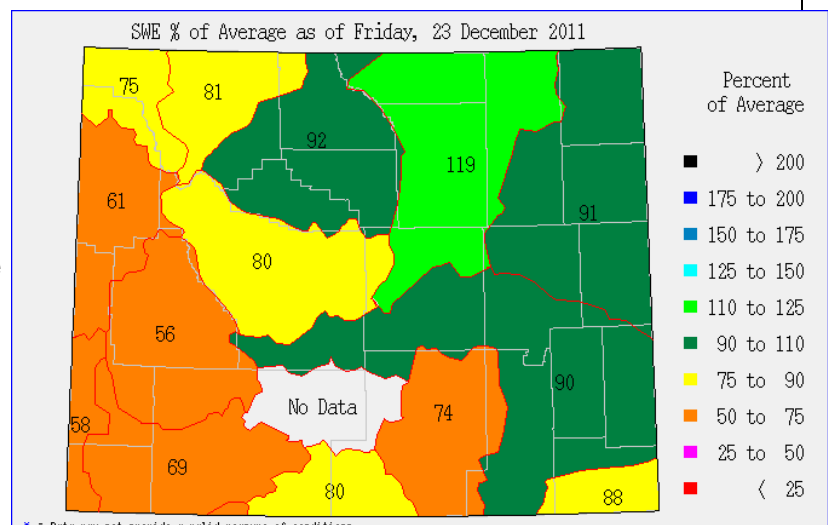 SWE % of Average as of Friday, 23 December 2011
75
81
92
119
61
91
80
56
90
58
No Data
74
69
80
88
Percent
of Average
> 200
175 to 200
150 to 175
125 to 150
110 to 125
90 to 110
75 to 90
50 to 75
25 to 50
< 25